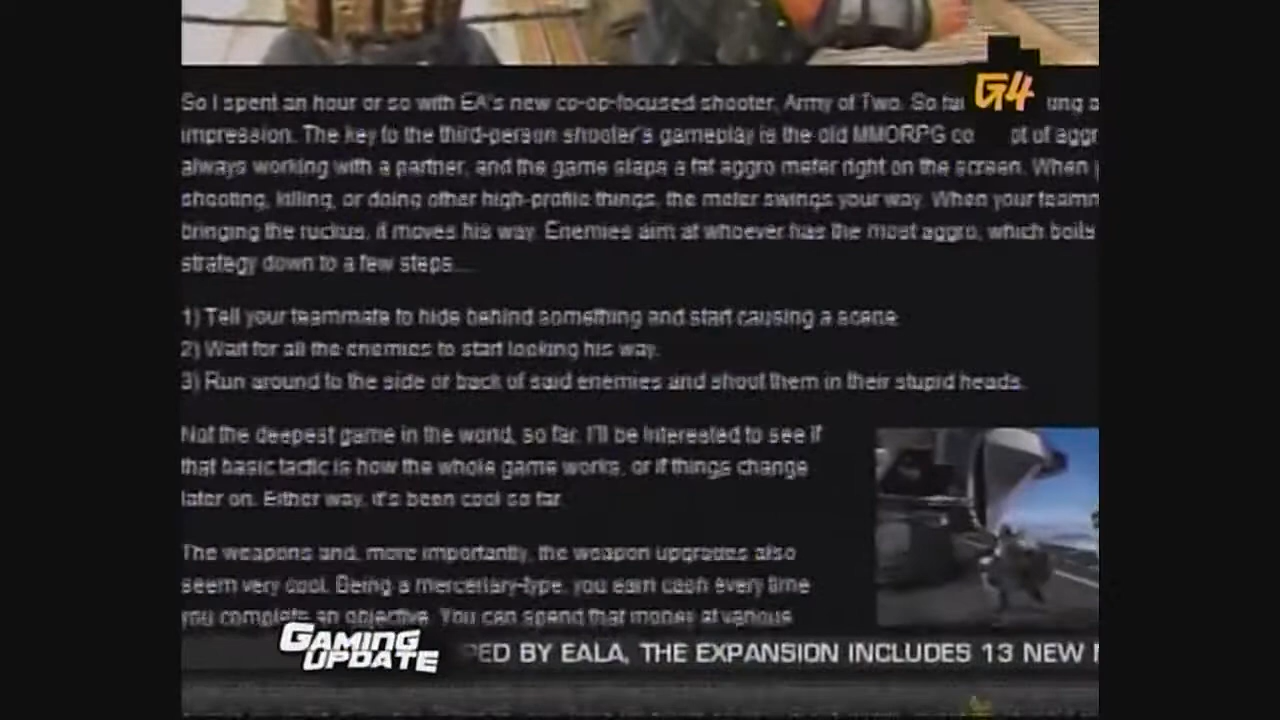 So I spent an hour or so with EA's new co-op-focused shooter, Army of Two. So far
G4
impression. The key to the third-person shooter's gameplay is the old MMORPG co pt of aggr
always working with a partner, and the game slaps a fat aggro meter right on the screen. When
shooting, killing, or doing other high-profile things, the meter swings your way. When your teamm
bringing the ruckus, it moves his way. Enemies aim at whoever has the most aggro, which boils
strategy down to a few steps...
1) Tell your teammate to hide behind something and start causing a scene.
2) Wait for all the enemies to start looking his way.
3) Run around to the side or back of said enemies and shoot them in their stupid heads.
Not the deepest game in the world, so far. I'll be interested to see if
that basic tactic is how the whole game works, or if things change
later on. Either way, it's been cool so far.
The weapons and, more importantly, the weapon upgrades also
seem very cool. Being a mercenary-type, you earn cash every time
you complete an objective. You can spend that money at various
GAMING
UPDATE
PED BY EALA, THE EXPANSION INCLUDES 13 NEW